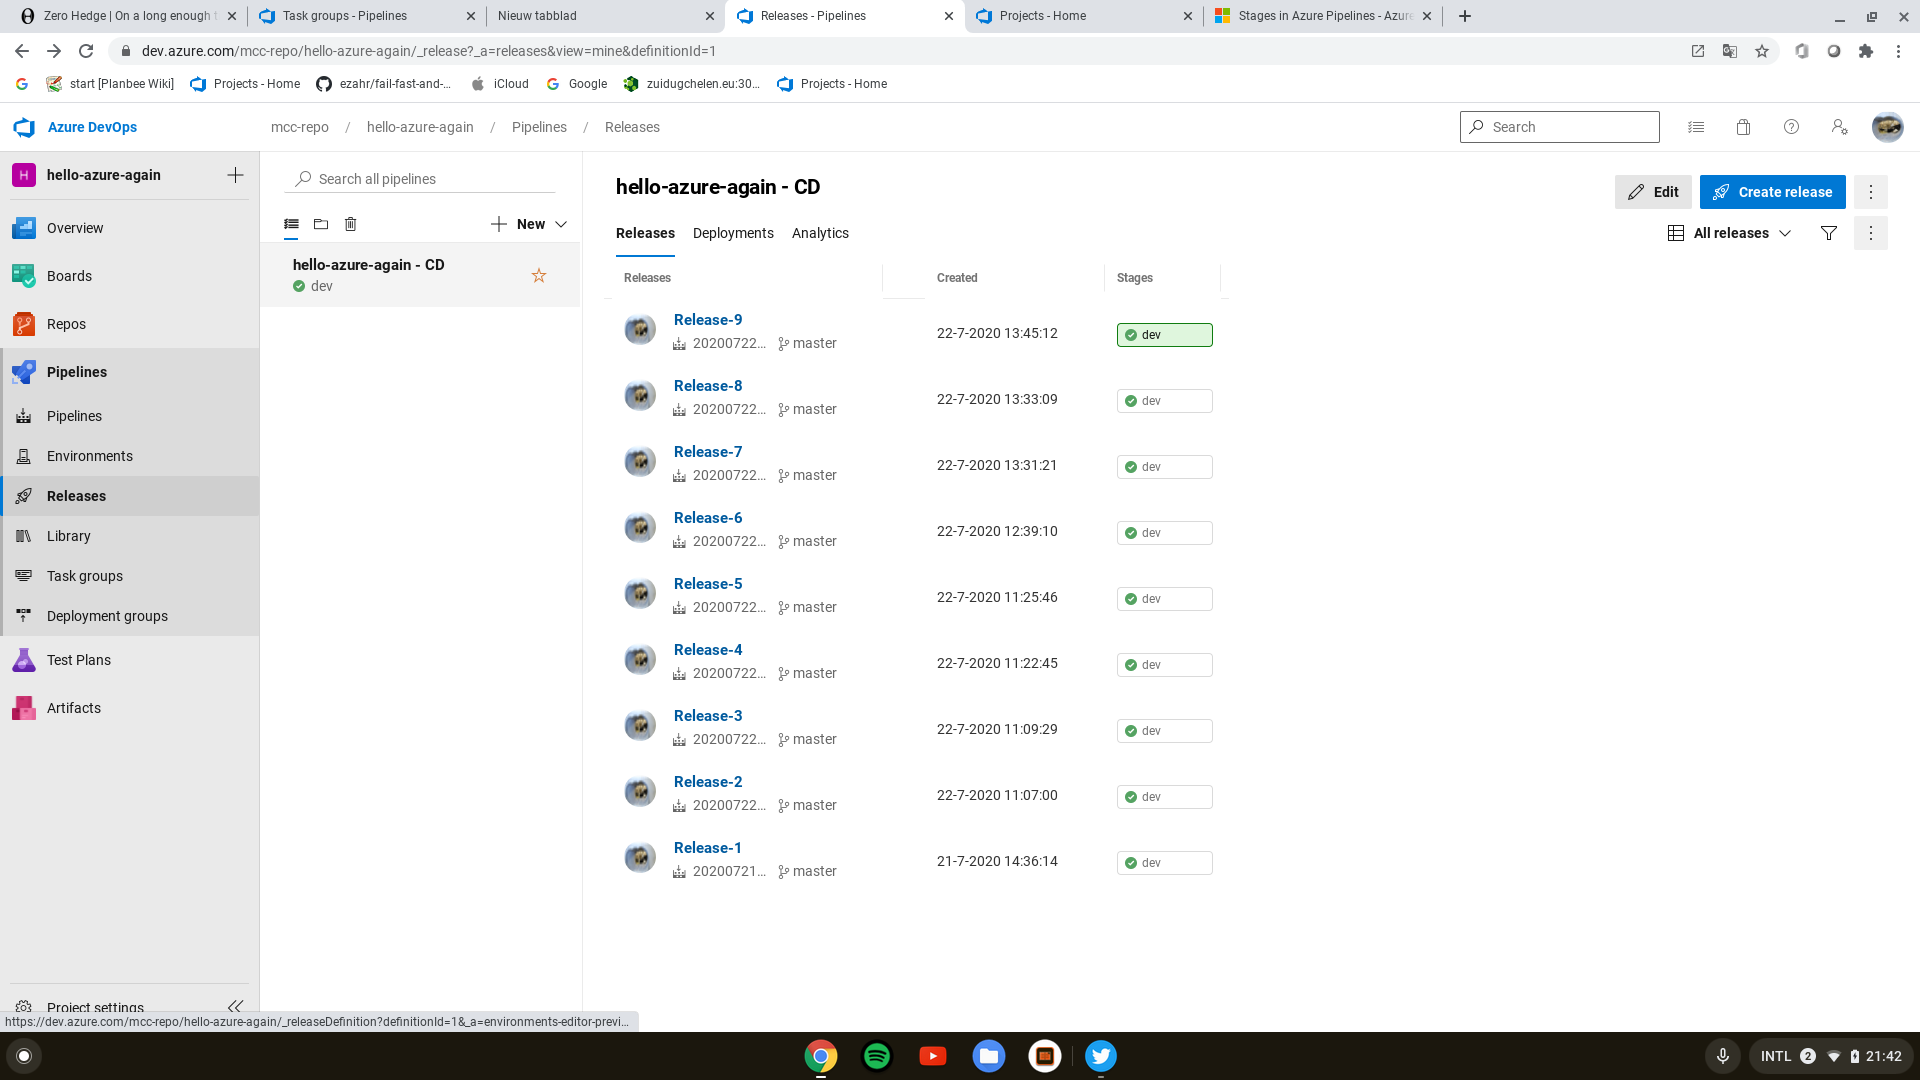 Zero Hedge | On a long enough t
Task groups - Pipelines
Nieuw tabblad
Releases - Pipelines
Projects - Home
Stages in Azure Pipelines - Azure
dev.azure.com/mcc-repo/hello-azure-again/_release?_a=releases&view=mine&definitionId=1
start [Planbee Wiki]
Projects - Home
ezahr/fail-fast-and-...
iCloud
Google
zuidugchelen.eu:30...
Projects - Home
Azure DevOps
mcc-repo / hello-azure-again / Pipelines / Releases
Search
H hello-azure-again
Overview
Boards
Repos
Pipelines
Pipelines
Environments
Releases
Library
Task groups
Deployment groups
Test Plans
Artifacts
Project settings
Search all pipelines
New
hello-azure-again - CD
dev
hello-azure-again - CD
Edit
Create release
Releases Deployments Analytics
All releases
Releases Created Stages
Release-9
20200722... master
22-7-2020 13:45:12
dev
Release-8
20200722... master
22-7-2020 13:33:09
dev
Release-7
20200722... master
22-7-2020 13:31:21
dev
Release-6
20200722... master
22-7-2020 12:39:10
dev
Release-5
20200722... master
22-7-2020 11:25:46
dev
Release-4
20200722... master
22-7-2020 11:22:45
dev
Release-3
20200722... master
22-7-2020 11:09:29
dev
Release-2
20200722... master
22-7-2020 11:07:00
dev
Release-1
20200721... master
21-7-2020 14:36:14
dev
https://dev.azure.com/mcc-repo/hello-azure-again/_releaseDefinition?definitionId=1&_a=environments-editor-previ...
INTL 2 21:42